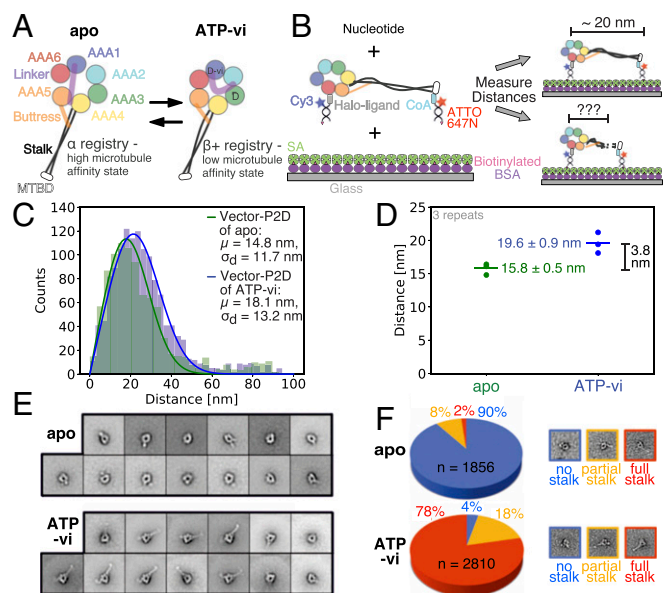 A
apo
ATP-vi
AAA6
AAA1
Linker
AAA2
AAA5
AAA3
Buttress
AAA4
D-vi
D
Stalk
α registry -
high microtubule
affinity state
β+ registry -
low microtubule
affinity state
MTBD
B
Nucleotide
+
Cy3
Halo-ligand
CoA
ATTO
647N
+
SA
Biotinylated
BSA
Glass
Measure
Distances
~ 20 nm
???
C
Counts
140
120
100
80
60
40
20
0
Vector-P2D
of apo:
μ = 14.8 nm,
σd = 11.7 nm
Vector-P2D
of ATP-vi:
μ = 18.1 nm,
σd = 13.2 nm
0 20 40 60 80 100
Distance [nm]
D
3 repeats
Distance [nm]
25
20
15
10
5
0
19.6 ± 0.9 nm
15.8 ± 0.5 nm
3.8
nm
apo
ATP-vi
E
apo
ATP
-vi
F
apo
8%
2%
90%
n = 1856
no
stalk
partial
stalk
full
stalk
ATP
-vi
78%
4%
18%
n = 2810
no
stalk
partial
stalk
full
stalk